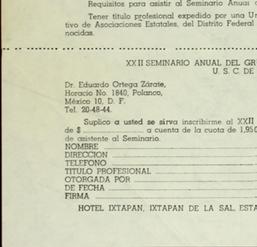 Requisitos para asistir al Seminario Anual
Tener título profesional expedido por una
tivo de Asociaciones Estatales, del Distrito Federal
nocidas.
XXII SEMINARIO ANUAL DEL
U. S. C. DE
Dr. Eduardo Ortega Zárate,
Horacio No. 1840, Polanco,
México 10, D. F.
Tel. 20-48-44.
Suplico a usted se sirva inscribirme al XXII
de $ a cuenta de la cuota de 1,950
de asistente al Seminario.
NOMBRE
DIRECCION
TELEFONO
TITULO PROFESIONAL
OTORGADA POR
DE FECHA
FIRMA
HOTEL IXTAPAN, IXTAPAN DE LA SAL,